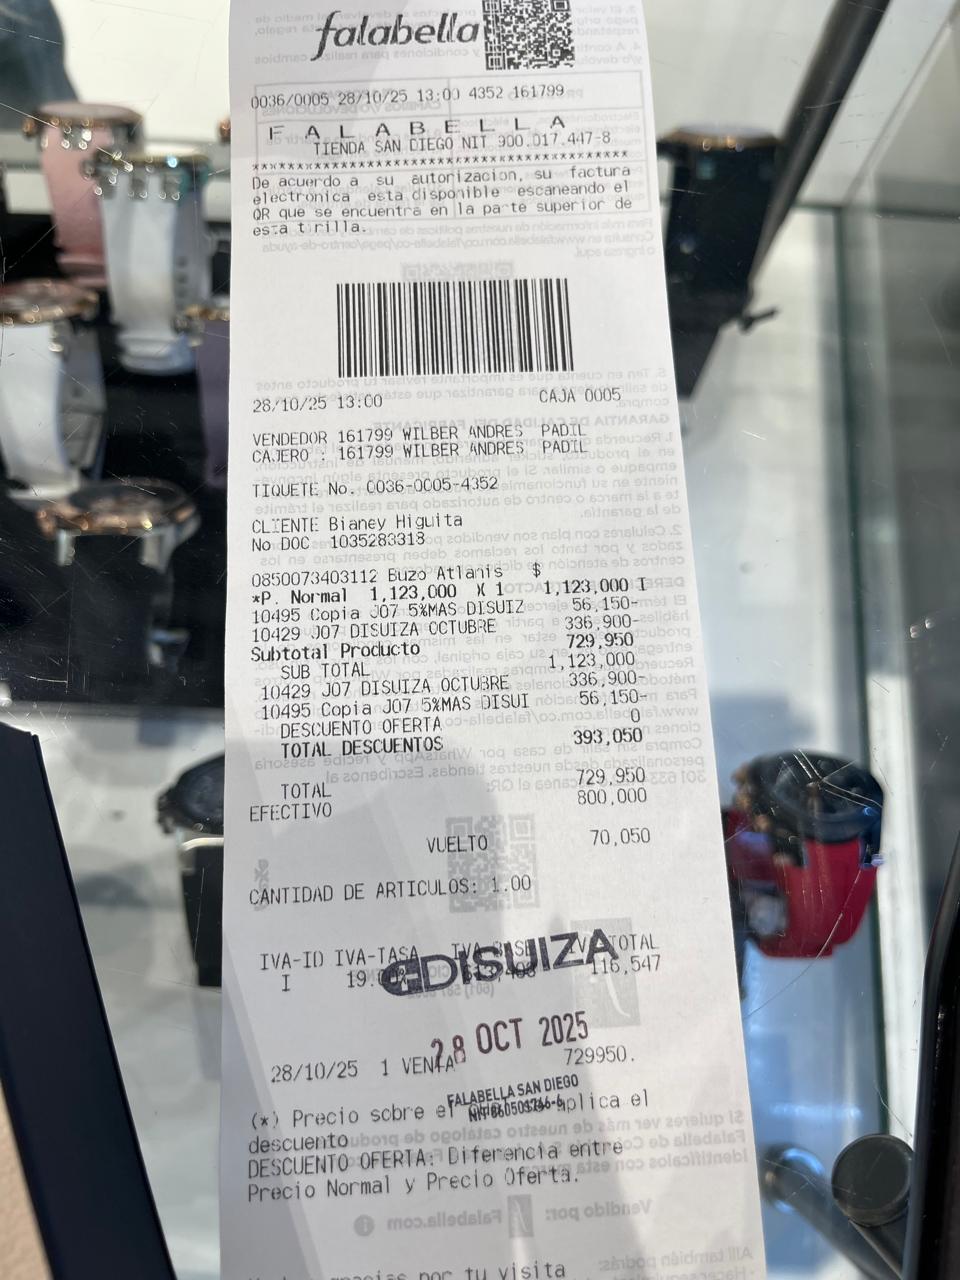 falabella
0036/0005 28/10/25 13:00 4352 161799
F A L A B E L L A
TIENDA SAN DIEGO NIT 900.017.447-8
De acuerdo a su autorizacion, su factura
electronica esta disponible escaneando el
QR que se encuentra en la parte superior de
esta tirilla.
28/10/25 13:00 CAJA 0005
VENDEDOR 161799 WILBER ANDRES PADIL
CAJERO : 161799 WILBER ANDRES PADIL
TIQUETE No. 0036-0005-4352
CLIENTE Bianey Higuita
No DOC 1035283318
0850073403112 Buzo Atlanis $
*P. Normal 1,123,000 X 1 1,123,000 I
10495 Copia J07 5%MAS DISUIZ 56,150-
10429 J07 DISUIZA OCTUBRE 336,900-
Subtotal Producto 729,950
SUB TOTAL 1,123,000
10429 J07 DISUIZA OCTUBRE 336,900-
10495 Copia J07 5%MAS DISUI 56,150-
DESCUENTO OFERTA 0
TOTAL DESCUENTOS 393,050
TOTAL 729,950
EFECTIVO 800,000
VUELTO 70,050
CANTIDAD DE ARTICULOS: 1.00
IVA-ID IVA-TASA TOTAL
I 116,547
DISUIZA
28 OCT 2025
28/10/25 1 VENTA 729950.
FALABELLA SAN DIEGO
(*) Precio sobre el aplica el
descuento
DESCUENTO OFERTA: Diferencia entre
Precio Normal y Precio Oferta.
gracias por tu visita